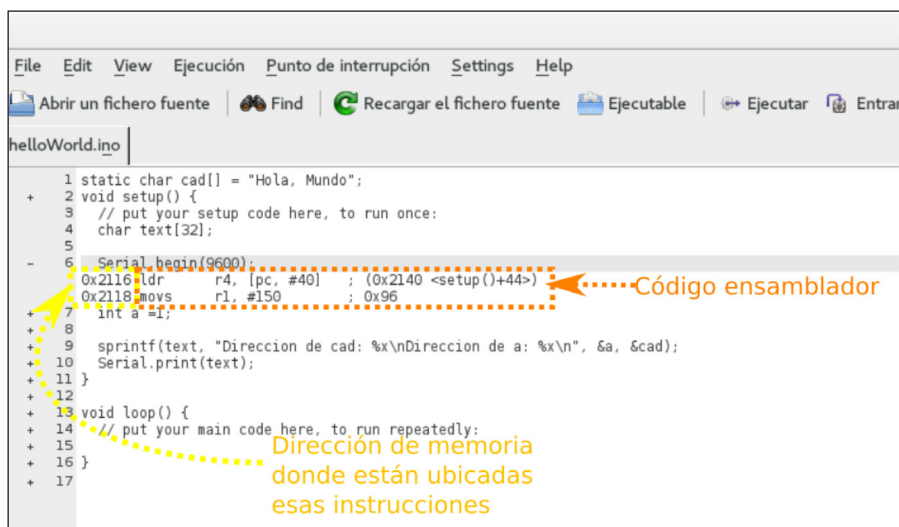 File Edit View Ejecución Punto de interrupción Settings Help
Abrir un fichero fuente Find Recargar el fichero fuente Ejecutable Ejecutar Entrar
helloWorld.ino
1 static char cad[] = "Hola, Mundo";
+ 2 void setup() {
3 // put your setup code here, to run once:
4 char text[32];
5
- 6 Serial.begin(9600);
0x2116 ldr r4, [pc, #40] ; (0x2140 <setup()+44>)
0x2118 movs r1, #150 ; 0x96
Código ensamblador
+ 7 int a =1;
+ 8
+ 9 sprintf(text, "Direccion de cad: %x\nDireccion de a: %x\n", &a, &cad);
+ 10 Serial.print(text);
+ 11 }
+ 12
+ 13 void loop() {
+ 14 // put your main code here, to run repeatedly:
+ 15
+ 16 }
+ 17
Dirección de memoria
donde están ubicadas
esas instrucciones